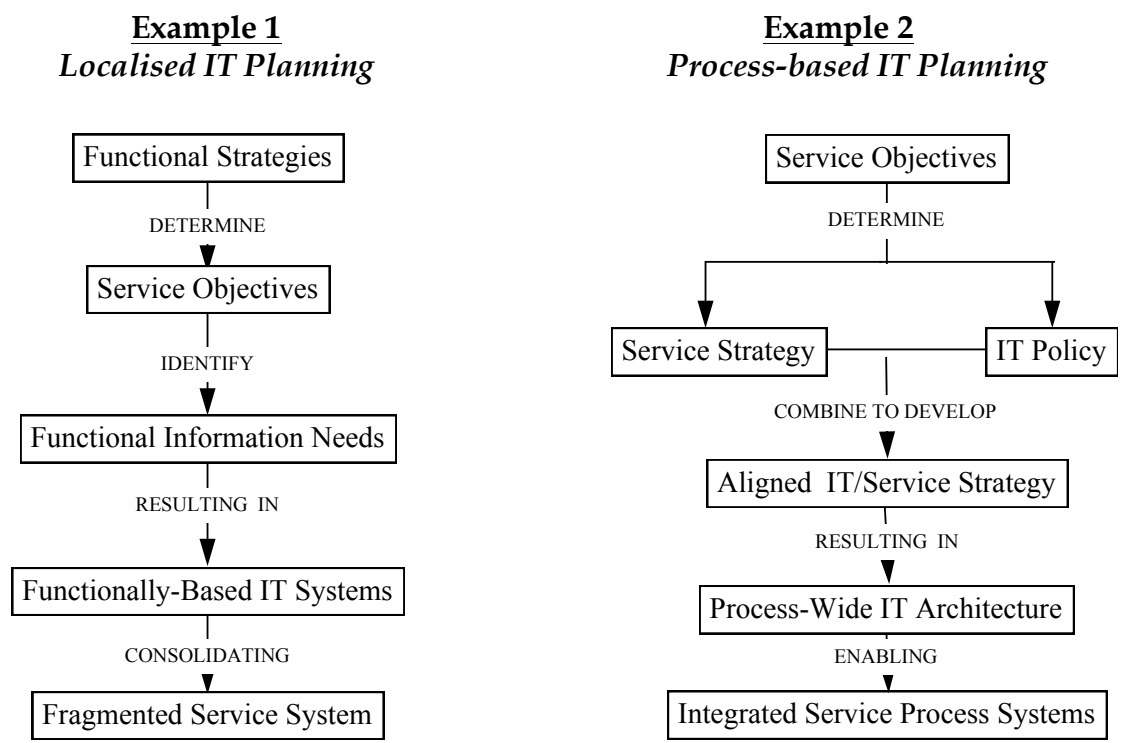 Example 1
Localised IT Planning
Functional Strategies
DETERMINE
Service Objectives
IDENTIFY
Functional Information Needs
RESULTING IN
Functionally-Based IT Systems
CONSOLIDATING
Fragmented Service System
Example 2
Process-based IT Planning
Service Objectives
DETERMINE
Service Strategy
IT Policy
COMBINE TO DEVELOP
Aligned IT/Service Strategy
RESULTING IN
Process-Wide IT Architecture
ENABLING
Integrated Service Process Systems